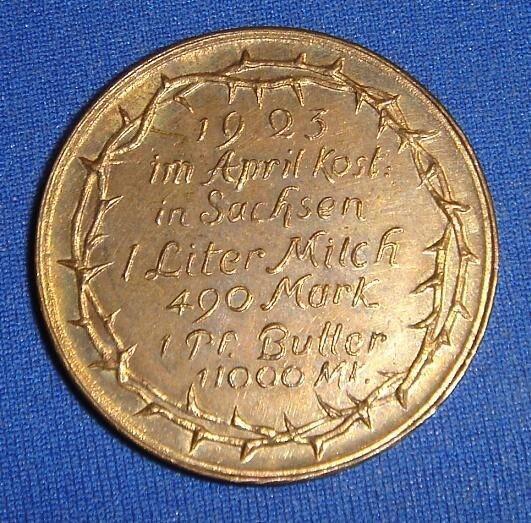 1923
im April Kost:
in Sachsen
1 Liter Milch
490 Mark
1 Pf. Butter
11000 Mk.